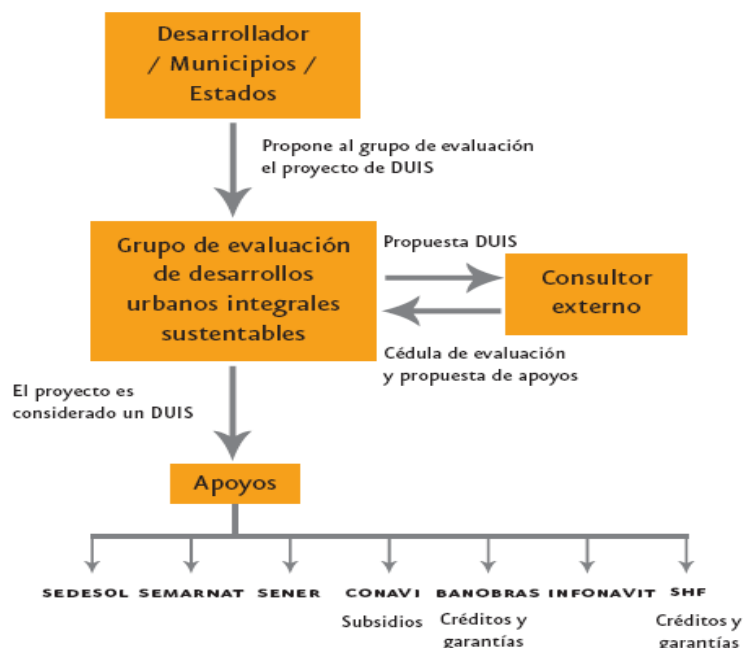 Desarrollador
/ Municipios /
Estados
Propone al grupo de evaluación
el proyecto de DUIS
Grupo de evaluación
de desarrollos
urbanos integrales
sustentables
Propuesta DUIS
Consultor
externo
Cédula de evaluación
y propuesta de apoyos
El proyecto es
considerado un DUIS
Apoyos
SEDESOL SEMARNAT SENER CONAVI BANOBRAS INFONAVIT SHF
Subsidios
Créditos y
garantías
Créditos y
garantías